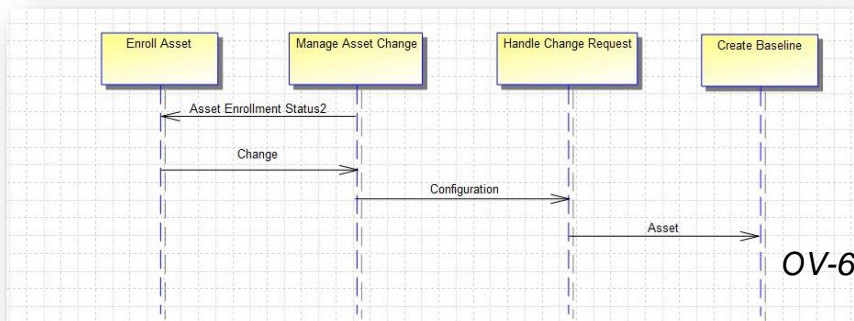 Enroll Asset
Manage Asset Change
Handle Change Request
Create Baseline
Asset Enrollment Status2
Change
Configuration
Asset
OV-6